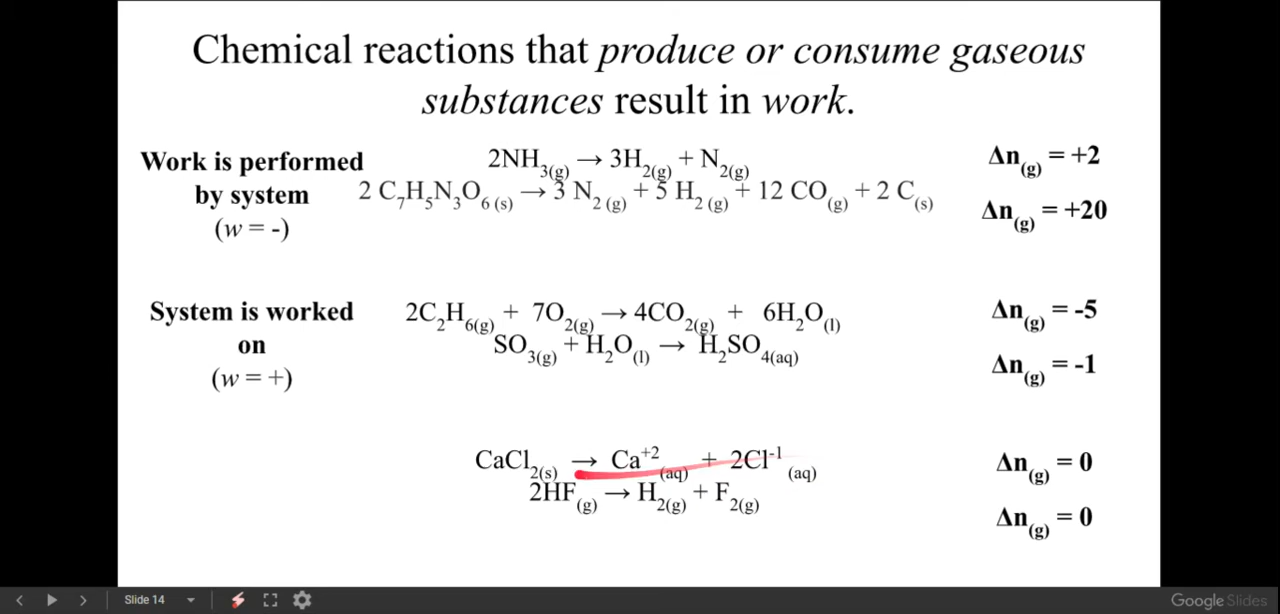 Chemical reactions that produce or consume gaseous
substances result in work.
Work is performed
by system
(w = -)
2NH3(g) → 3H2(g) + N2(g)
2 C7H5N3O6 (s) → 3 N2 (g) + 5 H2 (g) + 12 CO(g) + 2 C(s)
Δn(g) = +2
Δn(g) = +20
System is worked
on
(w = +)
2C2H6(g) + 7O2(g) → 4CO2(g) + 6H2O(l)
SO3(g) + H2O(l) → H2SO4(aq)
Δn(g) = -5
Δn(g) = -1
CaCl2(s) → Ca+2(aq) + 2Cl-1(aq)
2HF(g) → H2(g) + F2(g)
Δn(g) = 0
Δn(g) = 0
Slide 14
Google Slides